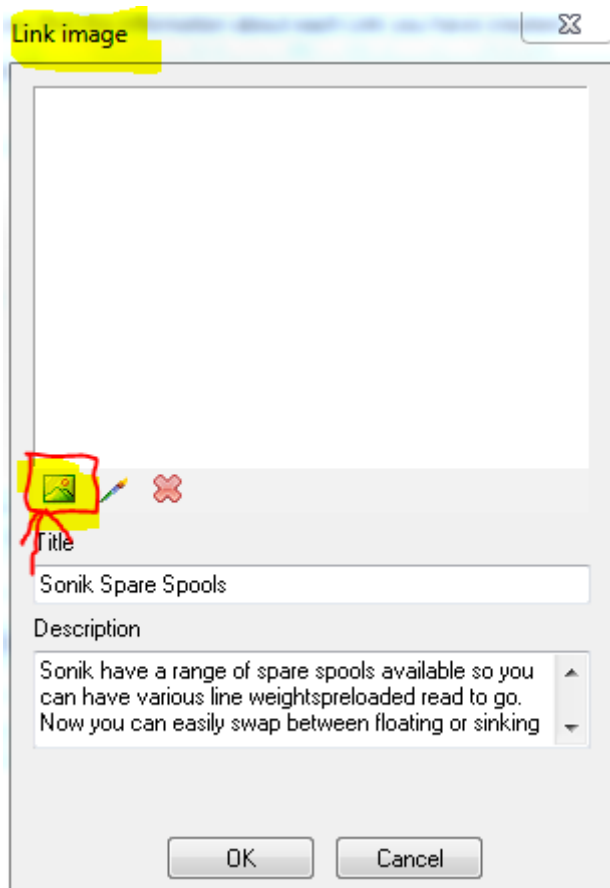 Link image
Title
Sonik Spare Spools
Description
Sonik have a range of spare spools available so you
can have various line weightspreloaded read to go.
Now you can easily swap between floating or sinking
OK
Cancel